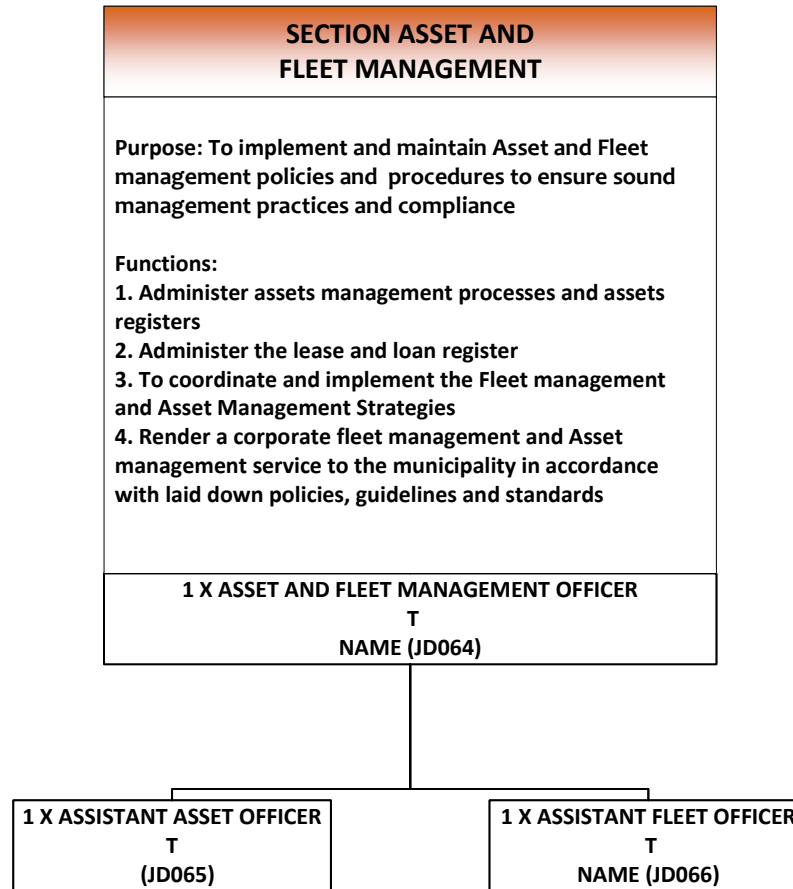 SECTION ASSET AND
FLEET MANAGEMENT
Purpose: To implement and maintain Asset and Fleet
management policies and procedures to ensure sound
management practices and compliance
Functions:
1. Administer assets management processes and assets
registers
2. Administer the lease and loan register
3. To coordinate and implement the Fleet management
and Asset Management Strategies
4. Render a corporate fleet management and Asset
management service to the municipality in accordance
with laid down policies, guidelines and standards
1 X ASSET AND FLEET MANAGEMENT OFFICER
T
NAME (JD064)
1 X ASSISTANT ASSET OFFICER
T
(JD065)
1 X ASSISTANT FLEET OFFICER
T
NAME (JD066)